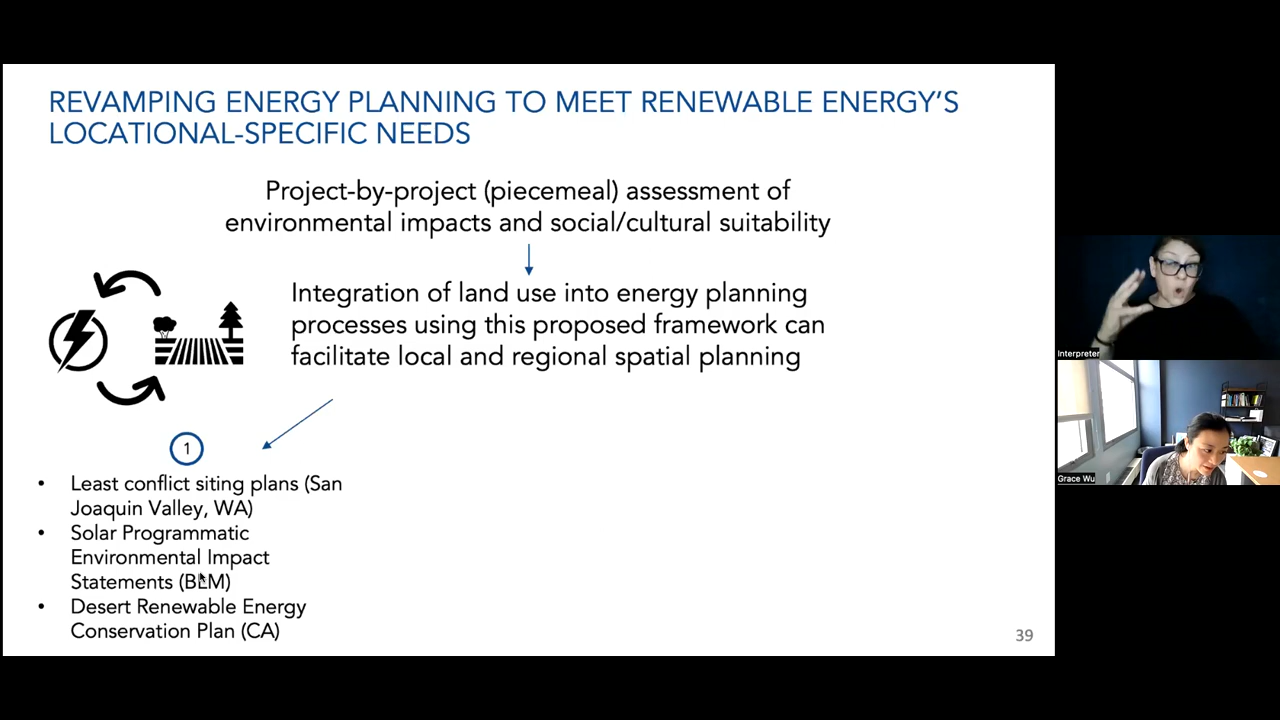 REVAMPING ENERGY PLANNING TO MEET RENEWABLE ENERGY'S
LOCATIONAL-SPECIFIC NEEDS
Project-by-project (piecemeal) assessment of
environmental impacts and social/cultural suitability
Integration of land use into energy planning
processes using this proposed framework can
facilitate local and regional spatial planning
1
• Least conflict siting plans (San
Joaquin Valley, WA)
• Solar Programmatic
Environmental Impact
Statements (BLM)
• Desert Renewable Energy
Conservation Plan (CA)
39
Interpreter
Grace Wu